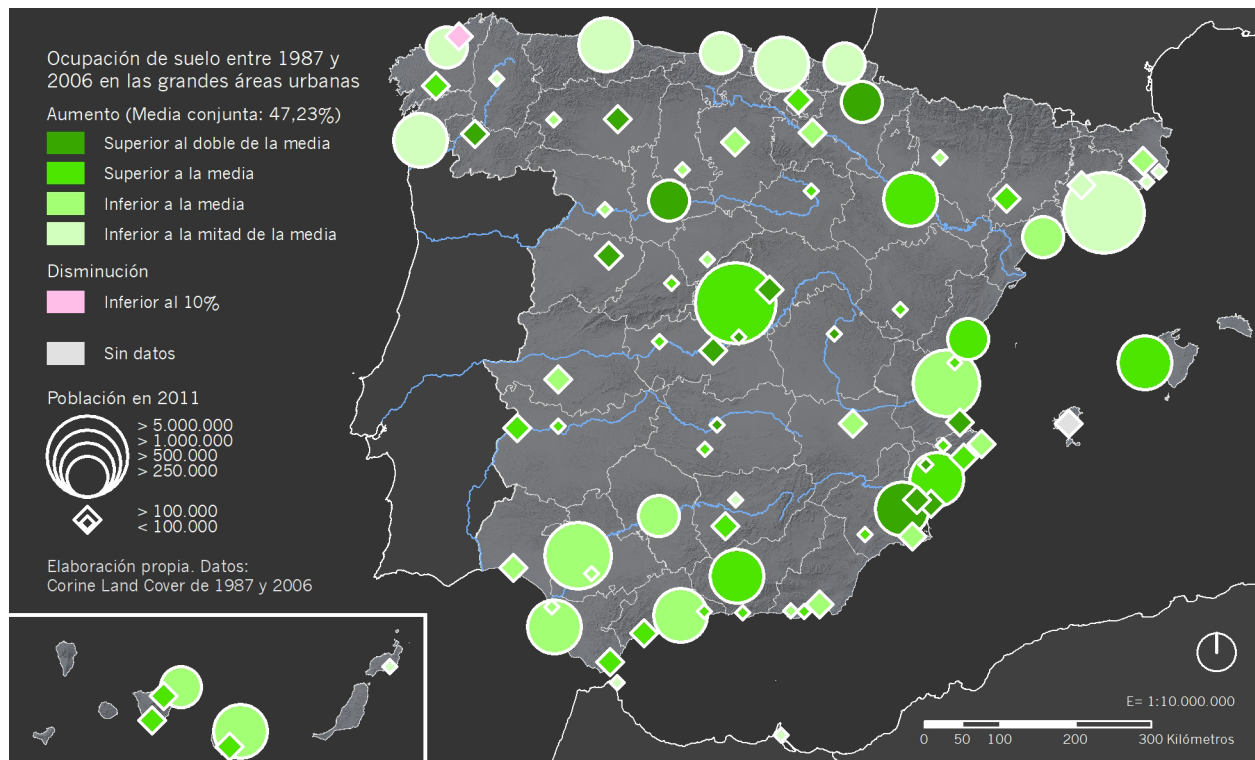 Ocupación de suelo entre 1987 y
2006 en las grandes áreas urbanas
Aumento (Media conjunta: 47,23%)
Superior al doble de la media
Superior a la media
Inferior a la media
Inferior a la mitad de la media
Disminución
Inferior al 10%
Sin datos
Población en 2011
> 5.000.000
> 1.000.000
> 500.000
> 250.000
> 100.000
< 100.000
Elaboración propia. Datos:
Corine Land Cover de 1987 y 2006
E= 1:10.000.000
0 50 100 200 300 Kilómetros